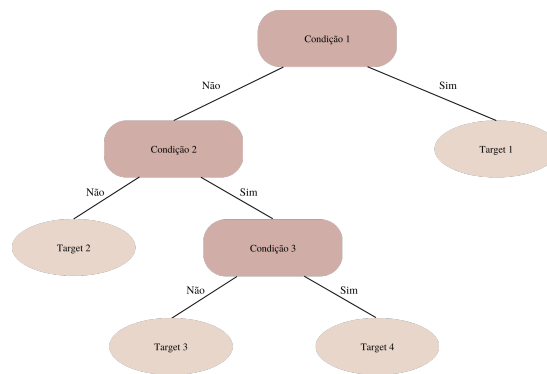 Condição 1
Não
Sim
Condição 2
Target 1
Não
Sim
Target 2
Condição 3
Não
Sim
Target 3
Target 4